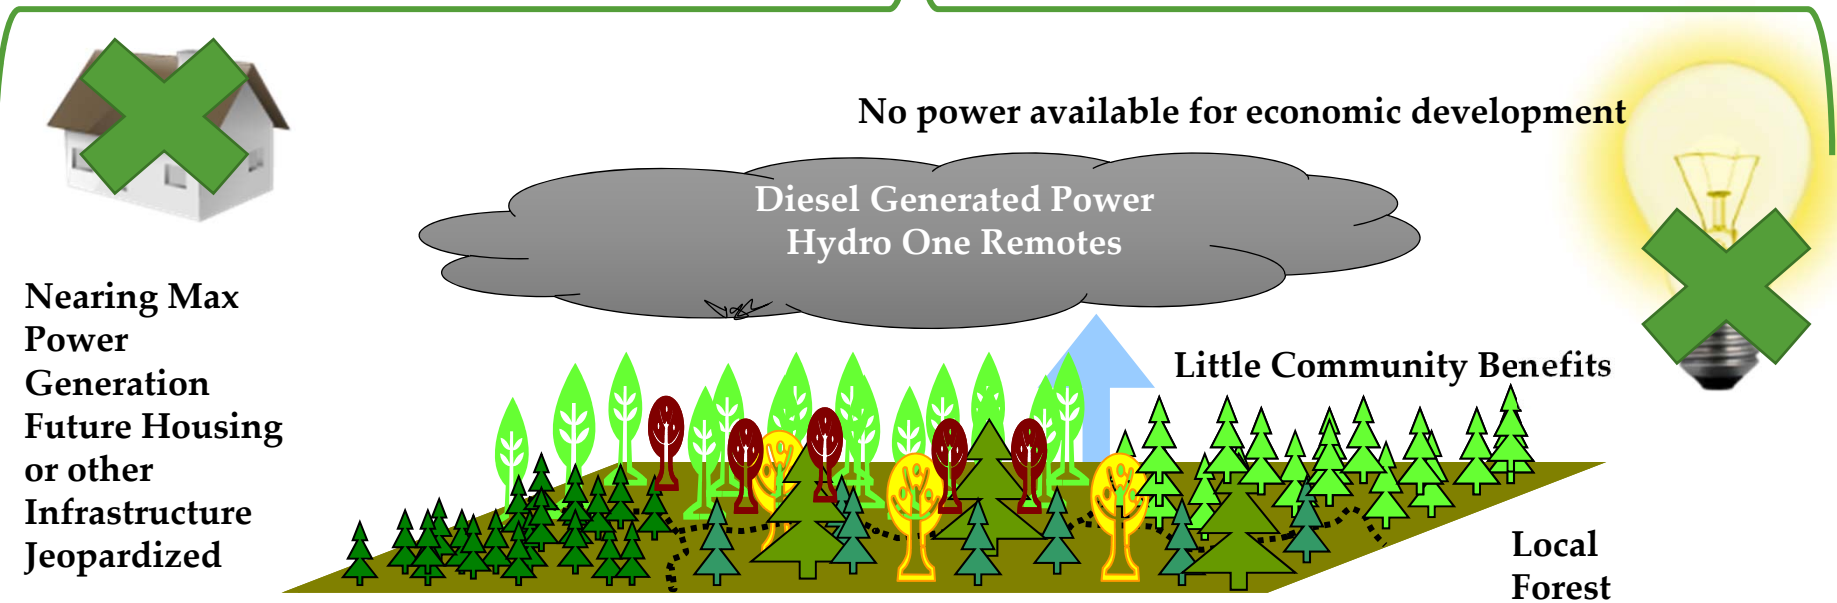 No power available for economic development
Diesel Generated Power
Hydro One Remotes
Nearing Max
Power
Generation
Future Housing
or other
Infrastructure
Jeopardized
Little Community Benefits
Local
Forest